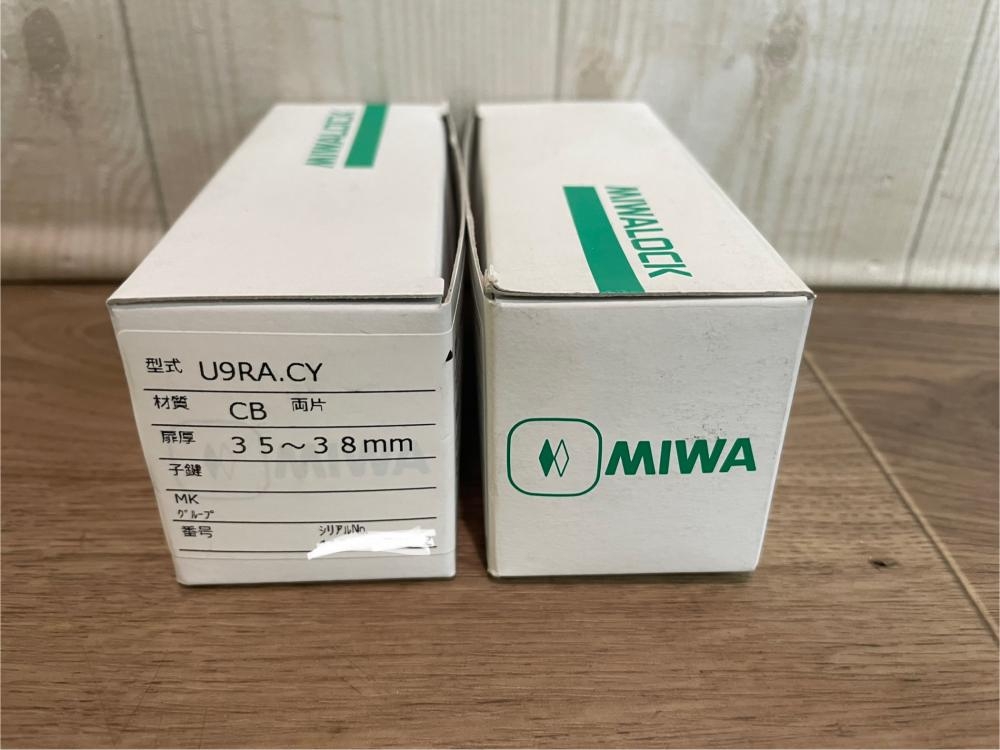 MIWALOCK
MIWALOCK
型式 U9RA.CY
材質 CB 両片
扉厚 35～38mm
子鍵
MK
ｸﾞﾙｰﾌﾟ
番号 ｼﾘｱﾙNo.
MIWA
MIWA